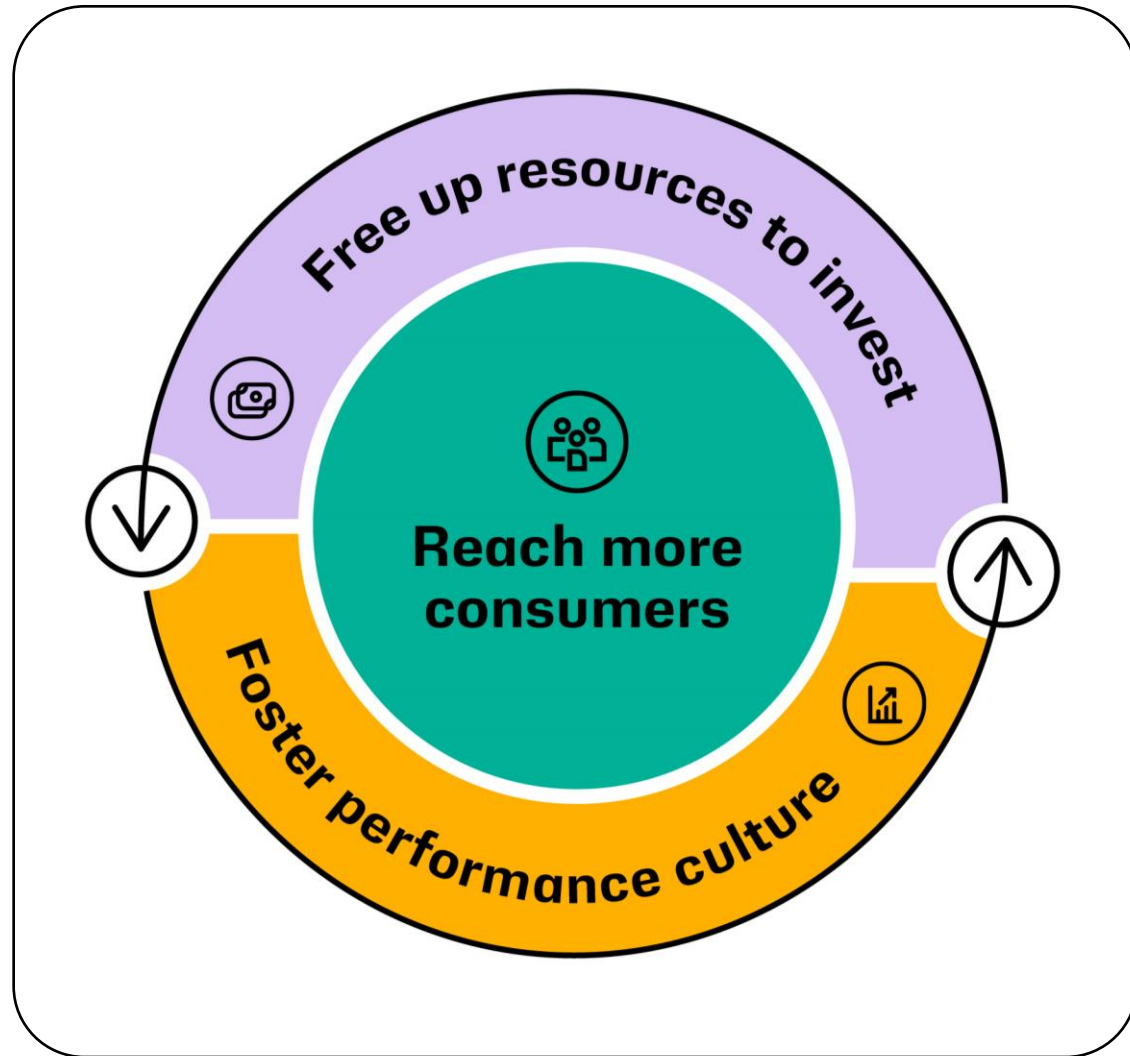 Free up resources to invest
Reach more
consumers
Foster performance culture